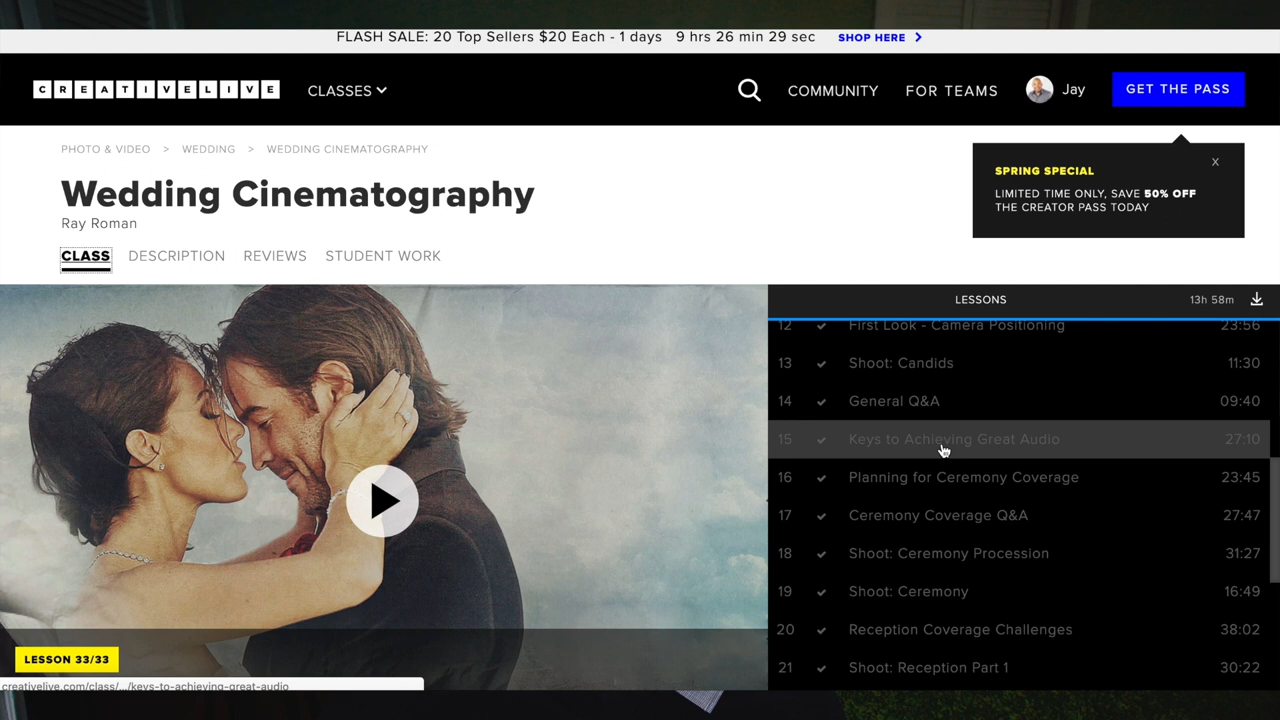 FLASH SALE: 20 Top Sellers $20 Each - 1 days 9 hrs 26 min 29 sec SHOP HERE >
CREATIVELIVE CLASSES COMMUNITY FOR TEAMS Jay GET THE PASS
PHOTO & VIDEO > WEDDING > WEDDING CINEMATOGRAPHY
Wedding Cinematography
Ray Roman
CLASS DESCRIPTION REVIEWS STUDENT WORK
SPRING SPECIAL X
LIMITED TIME ONLY, SAVE 50% OFF
THE CREATOR PASS TODAY
LESSONS 13h 58m
12 First Look - Camera Positioning 23:56
13 Shoot: Candids 11:30
14 General Q&A 09:40
15 Keys to Achieving Great Audio 27:10
16 Planning for Ceremony Coverage 23:45
17 Ceremony Coverage Q&A 27:47
18 Shoot: Ceremony Procession 31:27
19 Shoot: Ceremony 16:49
20 Reception Coverage Challenges 38:02
21 Shoot: Reception Part 1 30:22
LESSON 33/33
creativelive.com/class/.../keys-to-achieving-great-audio